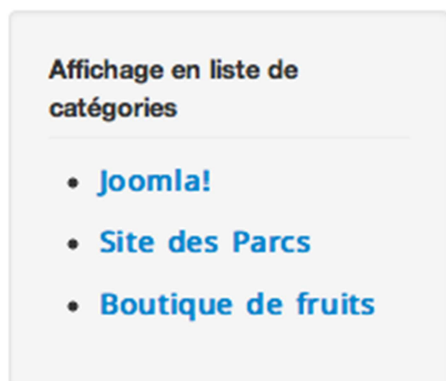 Affichage en liste de
catégories
Joomla!
Site des Parcs
Boutique de fruits